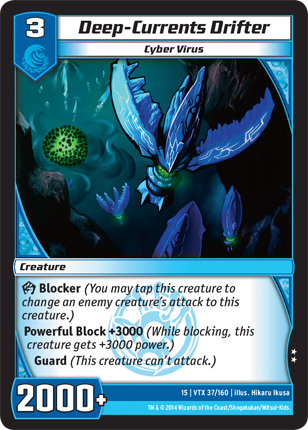 3
Deep-Currents Drifter
Cyber Virus
Creature
Blocker (You may tap this creature to
change an enemy creature's attack to this
creature.)
Powerful Block +3000 (While blocking, this
creature gets +3000 power.)
Guard (This creature can't attack.)
2000+
15 | VTX 37/160 | illus. Hikaru Ikusa
TM & © 2014 Wizards of the Coast/Shogakukan/Mitsui-Kids.